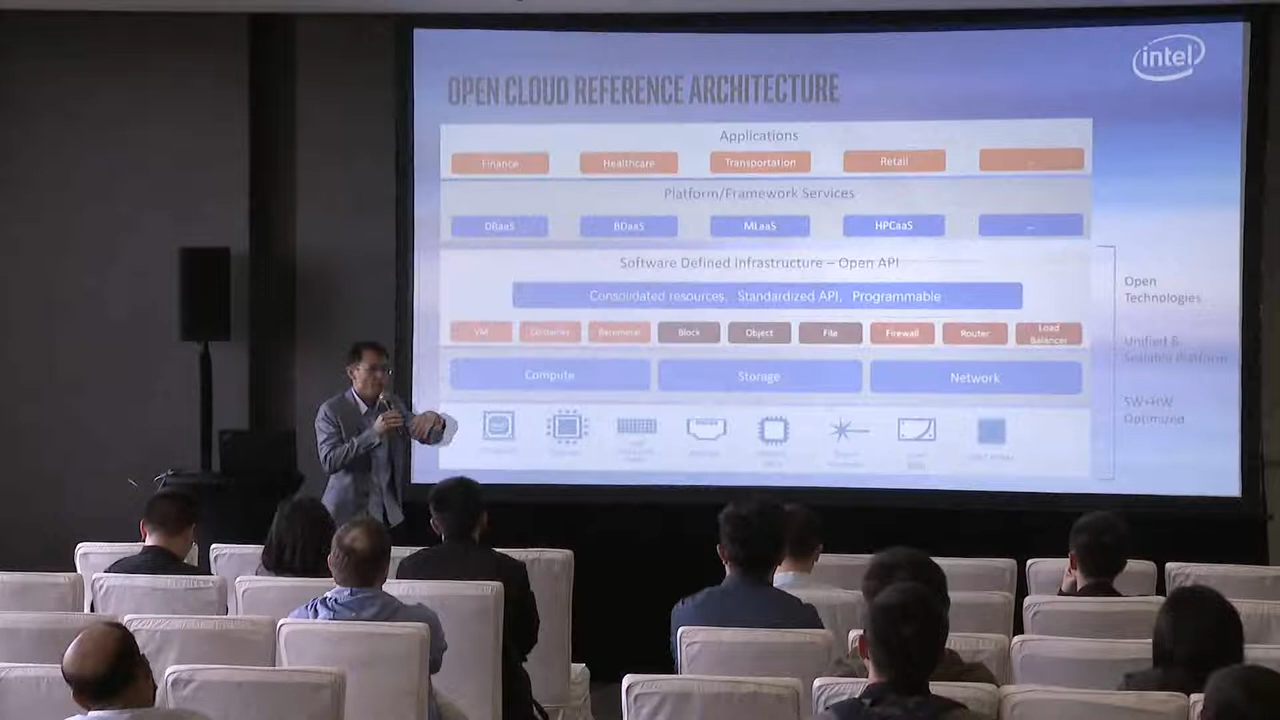 intel
OPEN CLOUD REFERENCE ARCHITECTURE
Applications
Finance
Healthcare
Transportation
Retail
...
Platform/Framework Services
DBaaS
BDaaS
MLaaS
HPCaaS
...
Software Defined Infrastructure – Open API
Consolidated resources, Standardized API, Programmable
VM
Container
Baremetal
Block
Object
File
Firewall
Router
Load
Balancer
Compute
Storage
Network
Open
Technologies
Unified &
Scalable Platform
SW+HW
Optimized